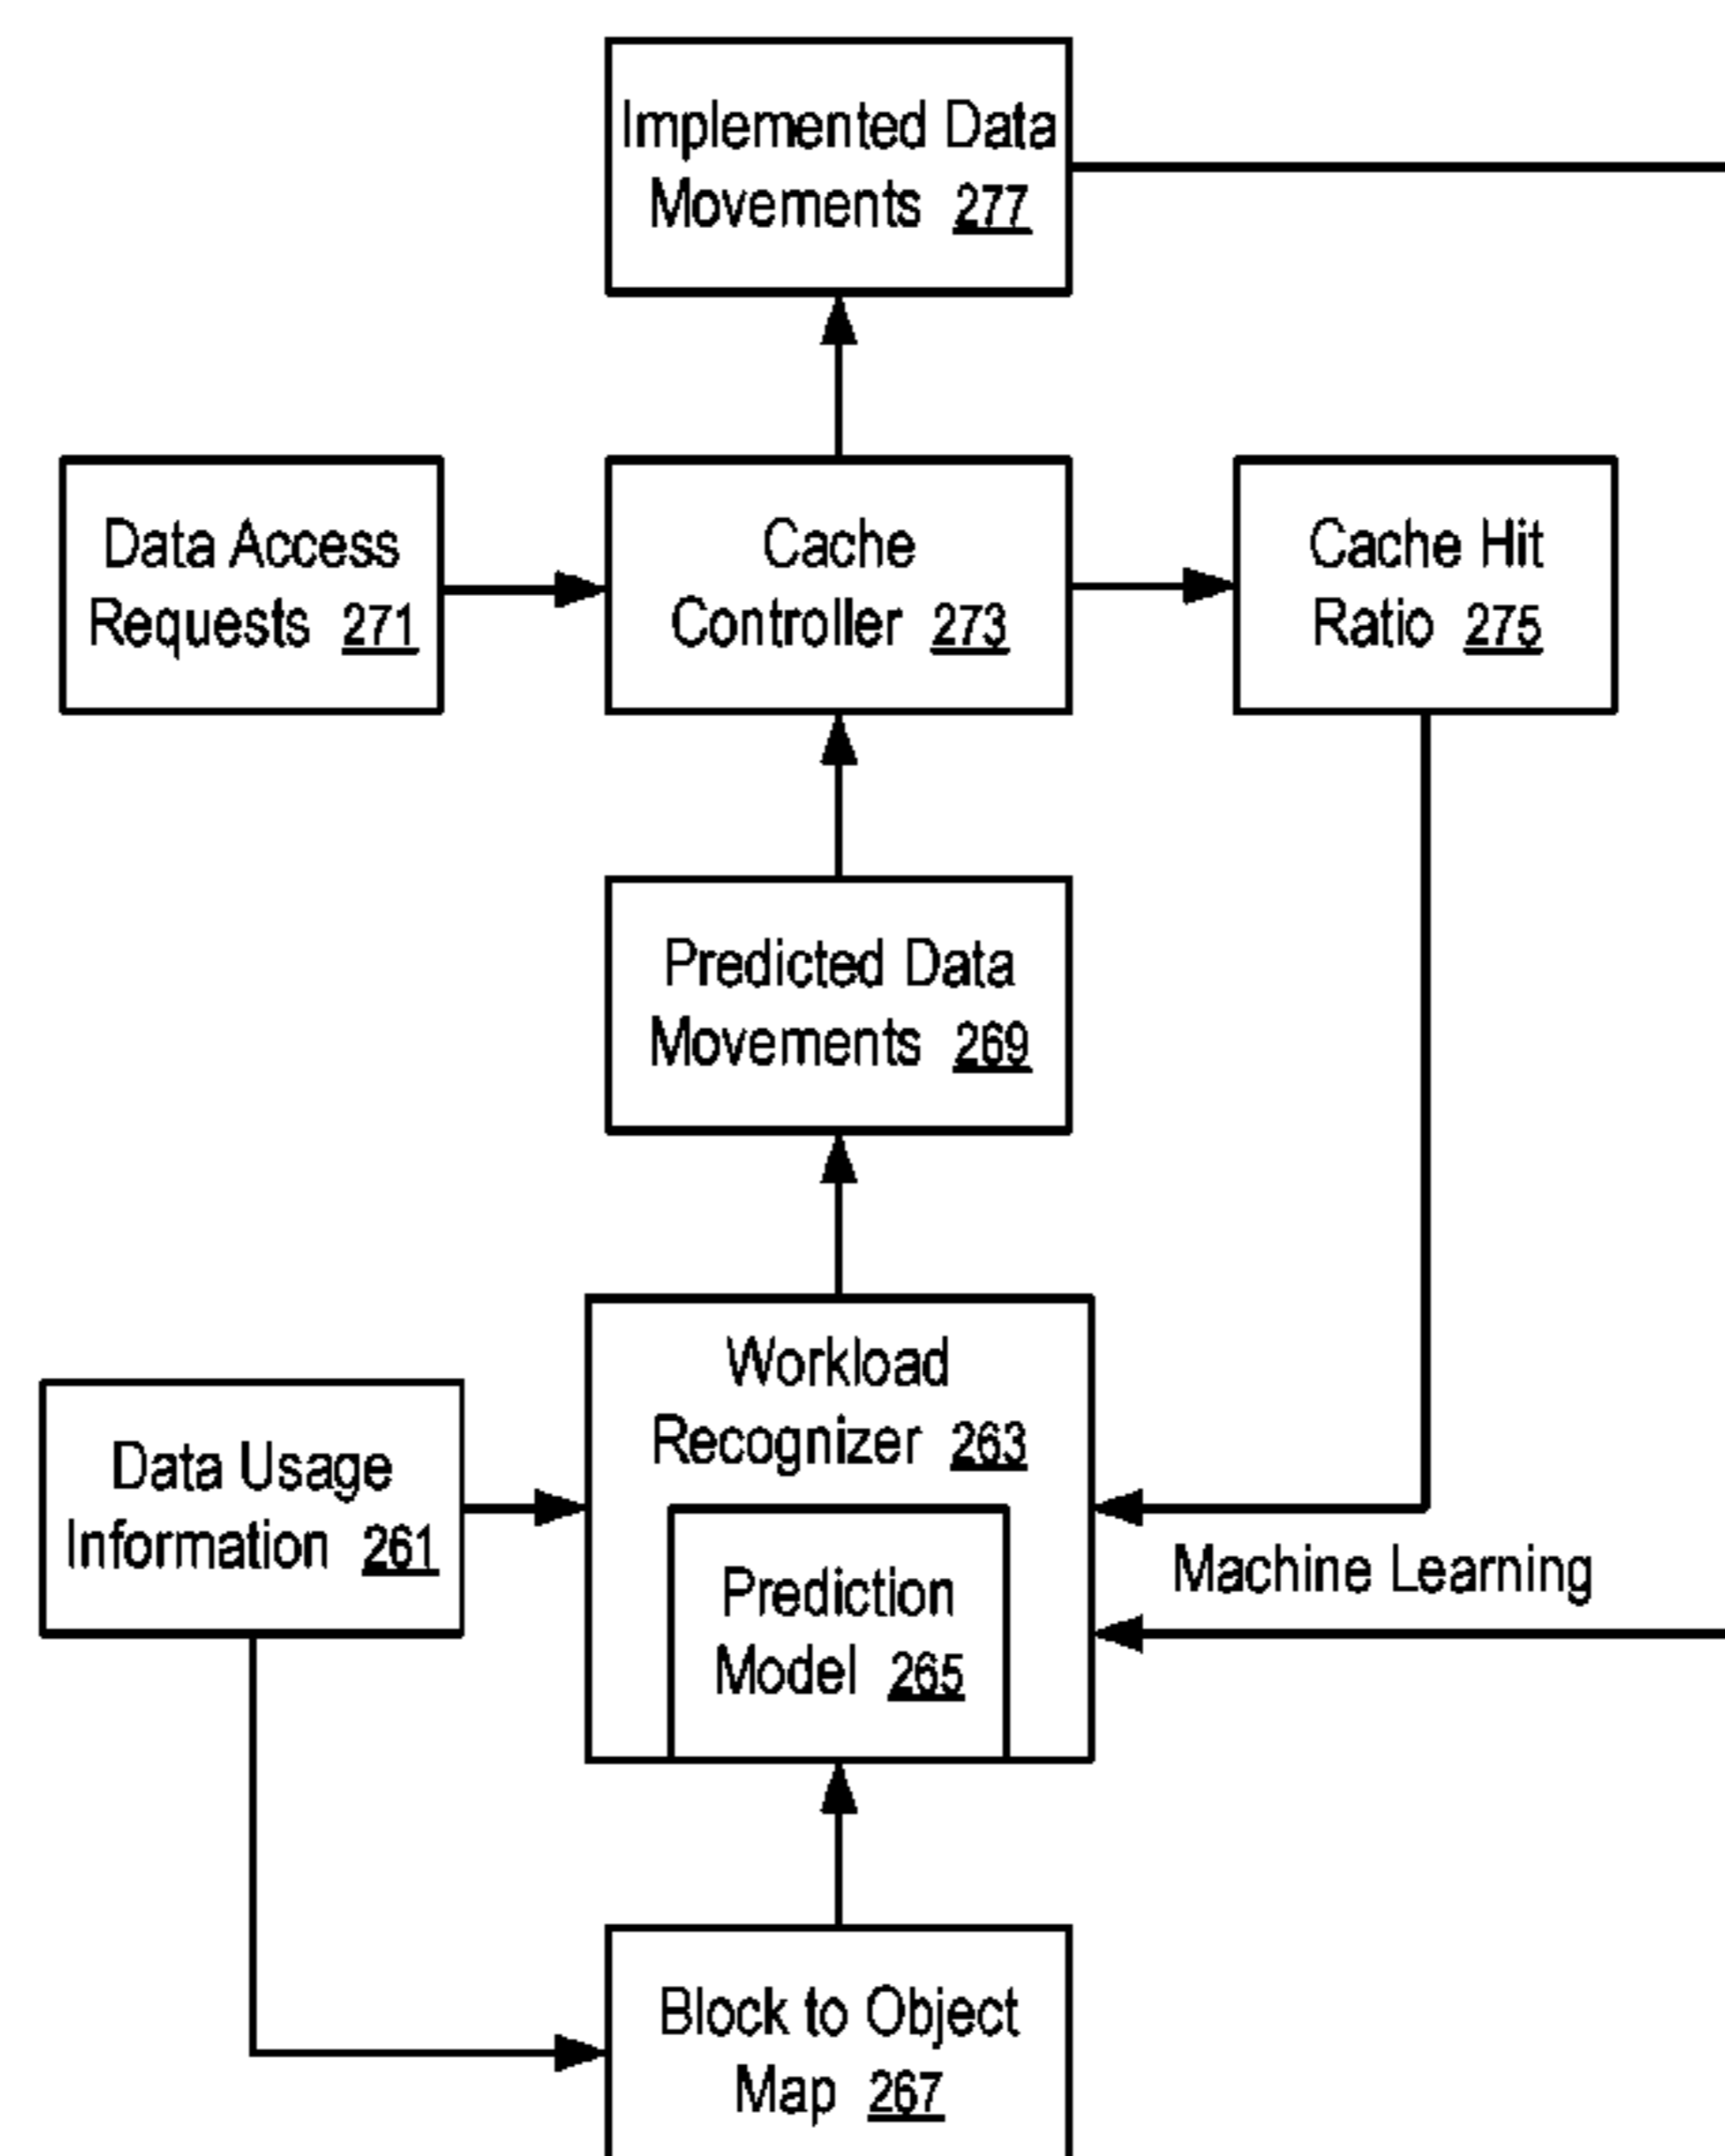 Implemented Data
Movements 277
Data Access
Requests 271
Cache
Controller 273
Cache Hit
Ratio 275
Predicted Data
Movements 269
Workload
Recognizer 263
Data Usage
Information 261
Prediction
Model 265
Machine Learning
Block to Object
Map 267